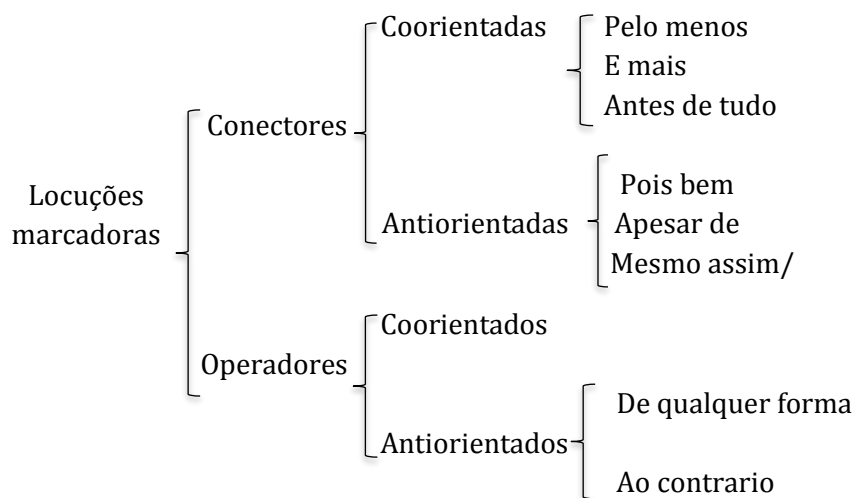 Locuções
marcadoras
Conectores
Coorientadas
Pelo menos
E mais
Antes de tudo
Antiorientadas
Pois bem
Apesar de
Mesmo assim/
Operadores
Coorientados
Antiorientados
De qualquer forma
Ao contrario